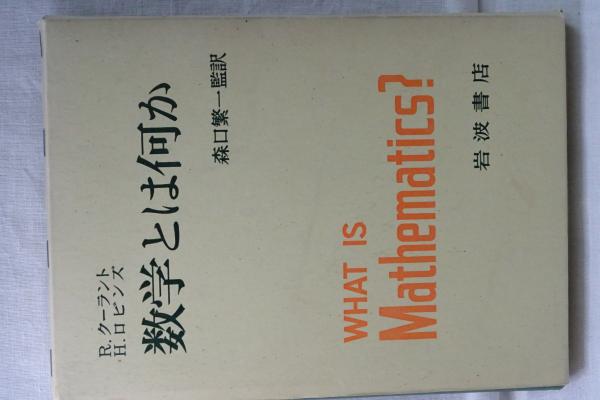 R. クーラント
H. ロビンズ
数学とは何か
森口繁一監訳
WHAT IS
Mathematics?
岩波書店